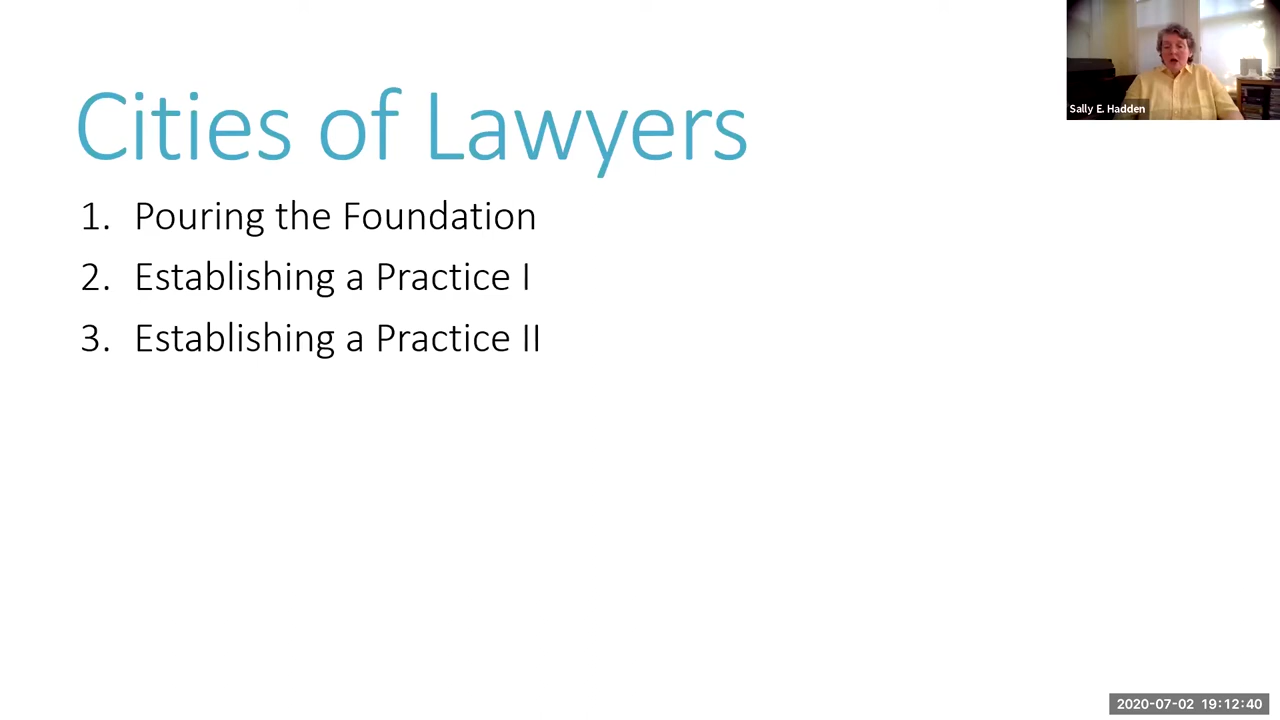 Cities of Lawyers
Sally E. Hadden
1. Pouring the Foundation
2. Establishing a Practice I
3. Establishing a Practice II
2020-07-02 19:12:40